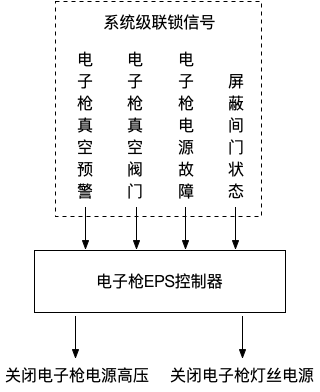 系统级联锁信号
电子枪真空预警
电子枪真空阀门
电子枪电源故障
屏蔽间门状态
电子枪EPS控制器
关闭电子枪电源高压
关闭电子枪灯丝电源